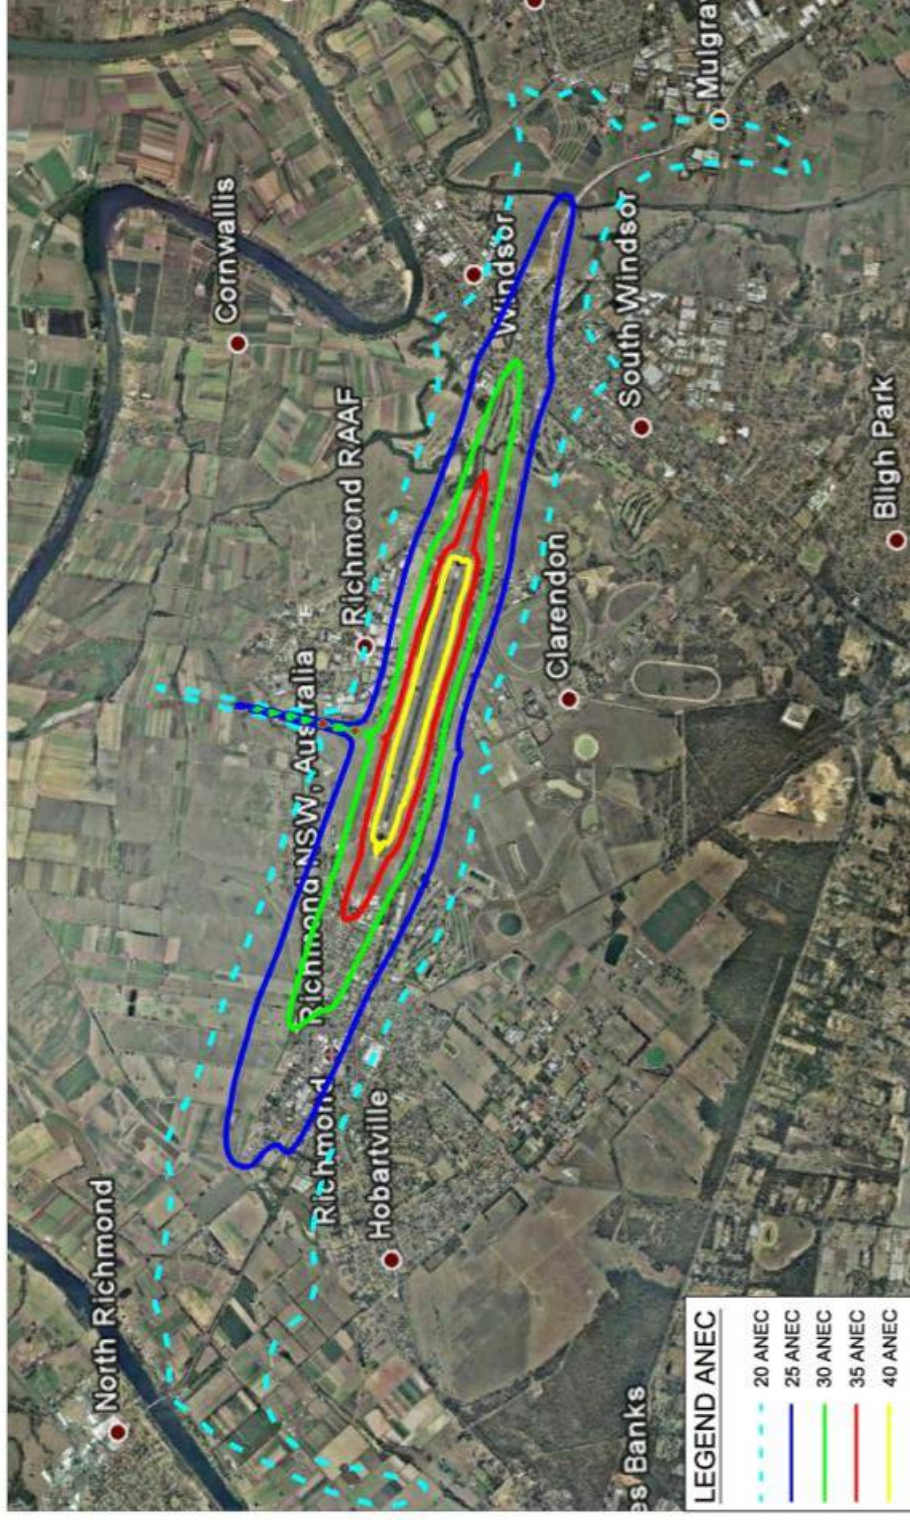 North Richmond
Hobartville
Richmond
Richmond NSW, Australia
Richmond RAAF
Cornwallis
Windsor
South Windsor
Clarendon
Bligh Park
Mulgra
es Banks
LEGEND ANEC
20 ANEC
25 ANEC
30 ANEC
35 ANEC
40 ANEC